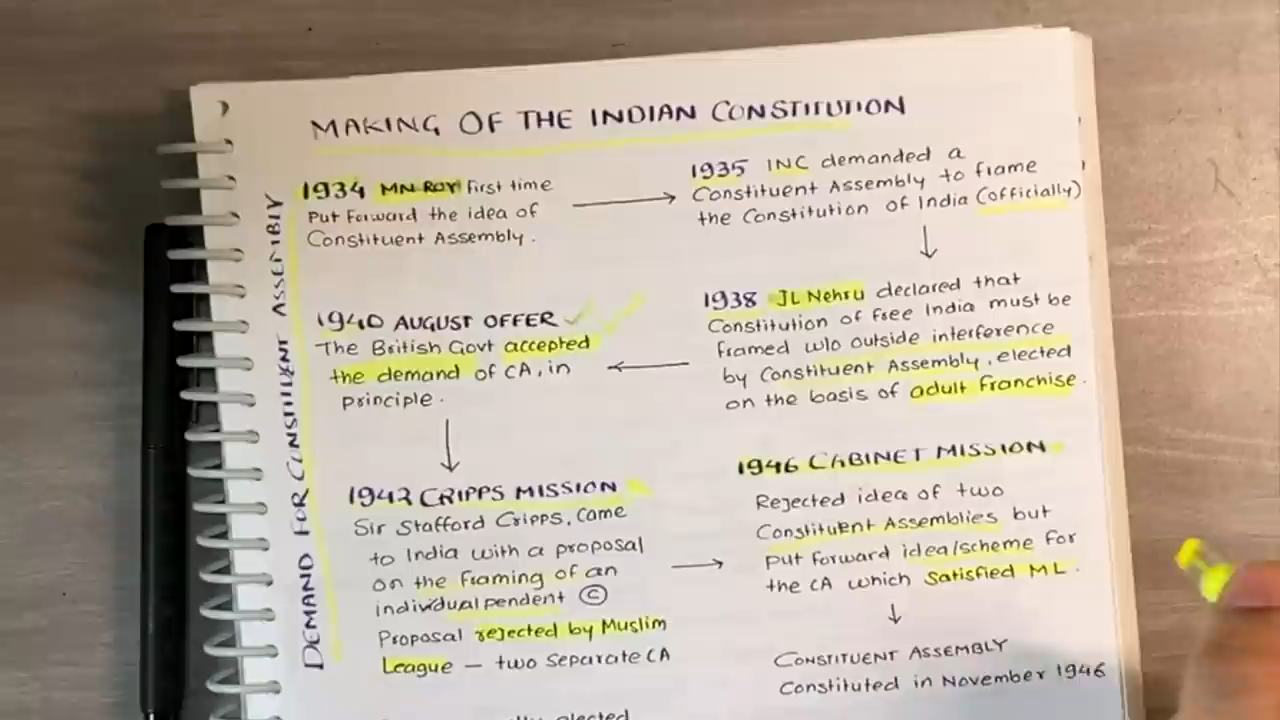 MAKING OF THE INDIAN CONSTITUTION
DEMAND FOR CONSTITUENT ASSEMBLY
1934 MN ROY first time
Put forward the idea of
Constituent Assembly.
1935 INC demanded a
Constituent Assembly to frame
the Constitution of India (officially)
1938 JL Nehru declared that
Constitution of Free India must be
framed w/o outside interference
by Constituent Assembly, elected
on the basis of adult franchise.
1940 AUGUST OFFER
The British Govt accepted
the demand of CA, in
principle.
1942 CRIPPS MISSION
Sir Stafford Cripps, came
to India with a proposal
on the framing of an
individual pendent ©
Proposal rejected by Muslim
League – two separate CA
1946 CABINET MISSION
Rejected idea of two
Constituent Assemblies but
put forward idea/scheme for
the CA which satisfied ML.
CONSTITUENT ASSEMBLY
Constituted in November 1946
elected